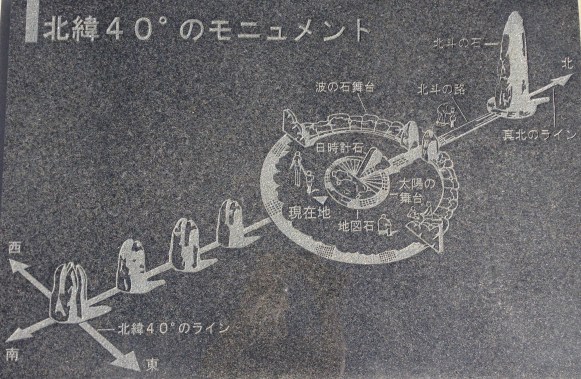 北緯40°のモニュメント
北斗の石
北
波の石舞台
北斗の路
真北のライン
日時計石
太陽の
舞台
現在地
地図石
西
北緯40°のライン
南
東